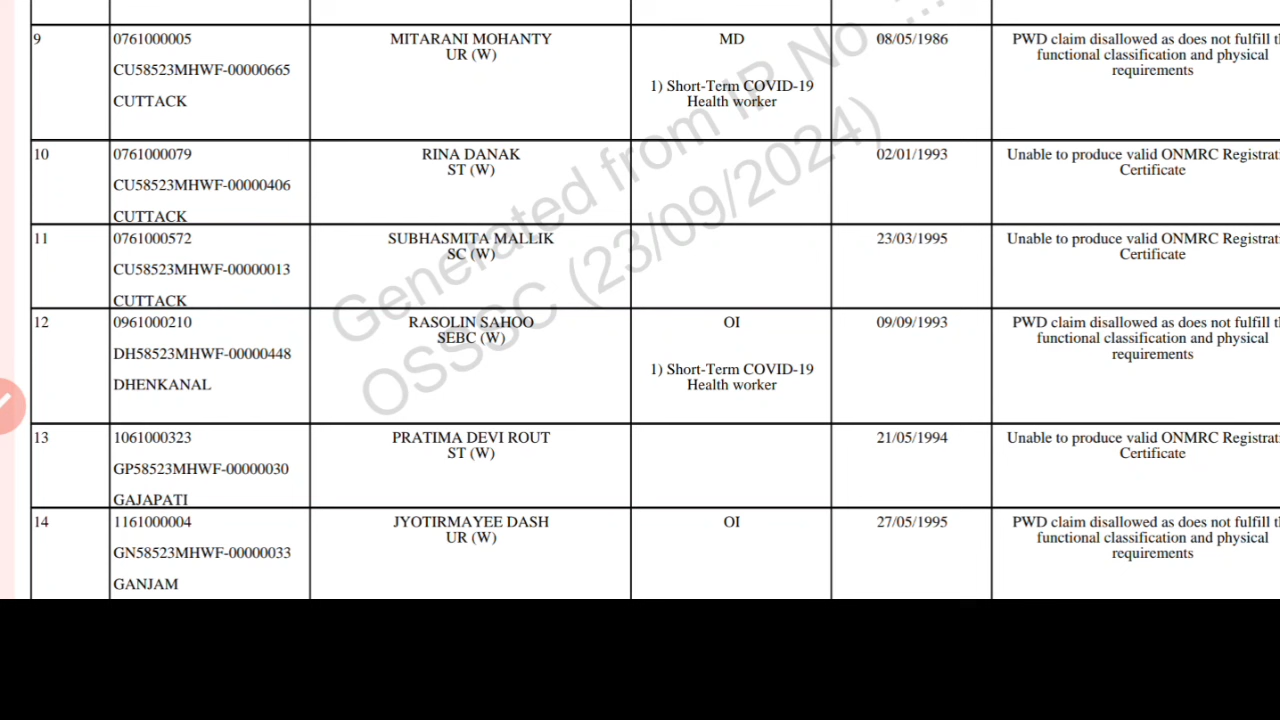 9
0761000005
CU58523MHWF-00000665
CUTTACK
MITARANI MOHANTY
UR (W)
MD
1) Short-Term COVID-19
Health worker
08/05/1986
PWD claim disallowed as does not fulfill
functional classification and physical
requirements
10
0761000079
CU58523MHWF-00000406
CUTTACK
RINA DANAK
ST (W)
02/01/1993
Unable to produce valid ONMRC
Certificate
11
0761000572
CU58523MHWF-00000013
CUTTACK
SUBHASMITA MALLIK
SC (W)
23/03/1995
Unable to produce valid ONMRC
Certificate
12
0961000210
DH58523MHWF-00000448
DHENKANAL
RASOLIN SAHOO
SEBC (W)
OI
1) Short-Term COVID-19
Health worker
09/09/1993
PWD claim disallowed as does not fulfill
functional classification and physical
requirements
13
1061000323
GP58523MHWF-00000030
GAJAPATI
PRATIMA DEVI ROUT
ST (W)
21/05/1994
Unable to produce valid ONMRC
Certificate
14
1161000004
GN58523MHWF-00000033
GANJAM
JYOTIRMAYEE DASH
UR (W)
OI
27/05/1995
PWD claim disallowed as does not fulfill
functional classification and physical
requirements
Generated from IP No
OSSSC (23/09/2024)